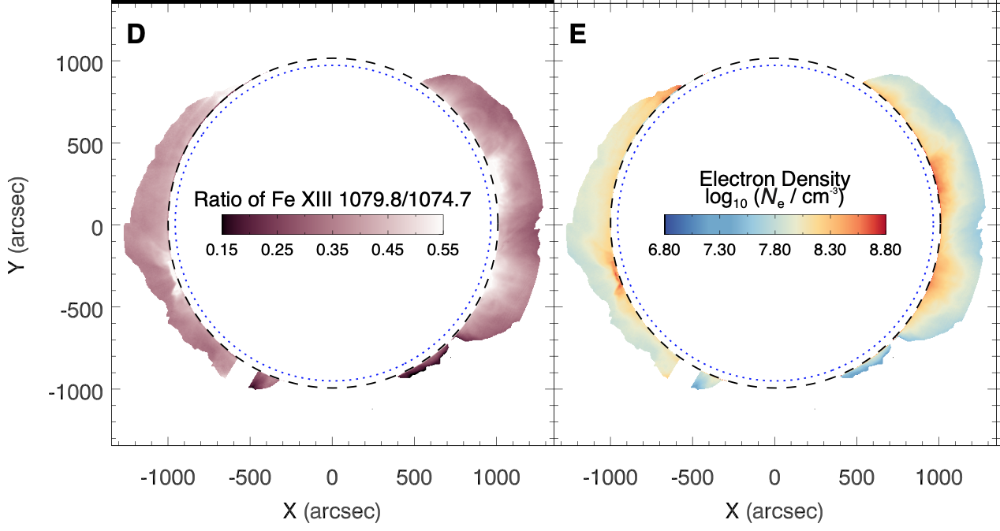 D
E
1000
500
0
-500
-1000
Y (arcsec)
Ratio of Fe XIII 1079.8/1074.7
0.15 0.25 0.35 0.45 0.55
Electron Density
log₁₀ (Nₑ / cm⁻³)
6.80 7.30 7.80 8.30 8.80
-1000 -500 0 500 1000
X (arcsec)
-1000 -500 0 500 1000
X (arcsec)